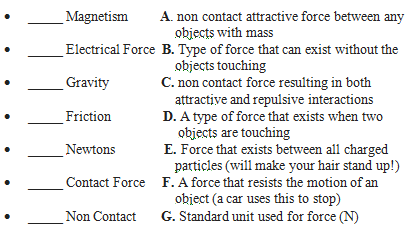 • _____ Magnetism A. non contact attractive force between any
objects with mass
• _____ Electrical Force B. Type of force that can exist without the
objects touching
• _____ Gravity C. non contact force resulting in both
attractive and repulsive interactions
• _____ Friction D. A type of force that exists when two
objects are touching
• _____ Newtons E. Force that exists between all charged
particles (will make your hair stand up!)
• _____ Contact Force F. A force that resists the motion of an
object (a car uses this to stop)
• _____ Non Contact G. Standard unit used for force (N)